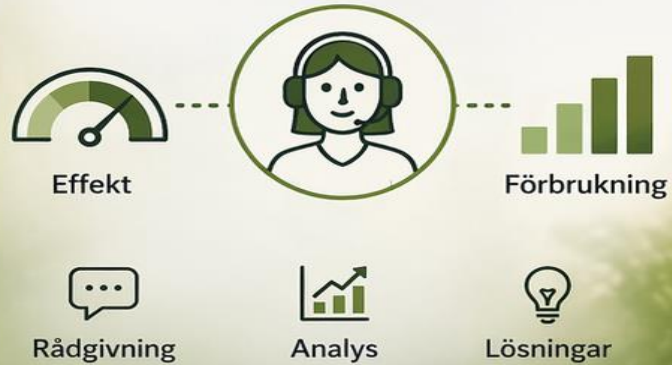 Effekt
Förbrukning
Rådgivning
Analys
Lösningar